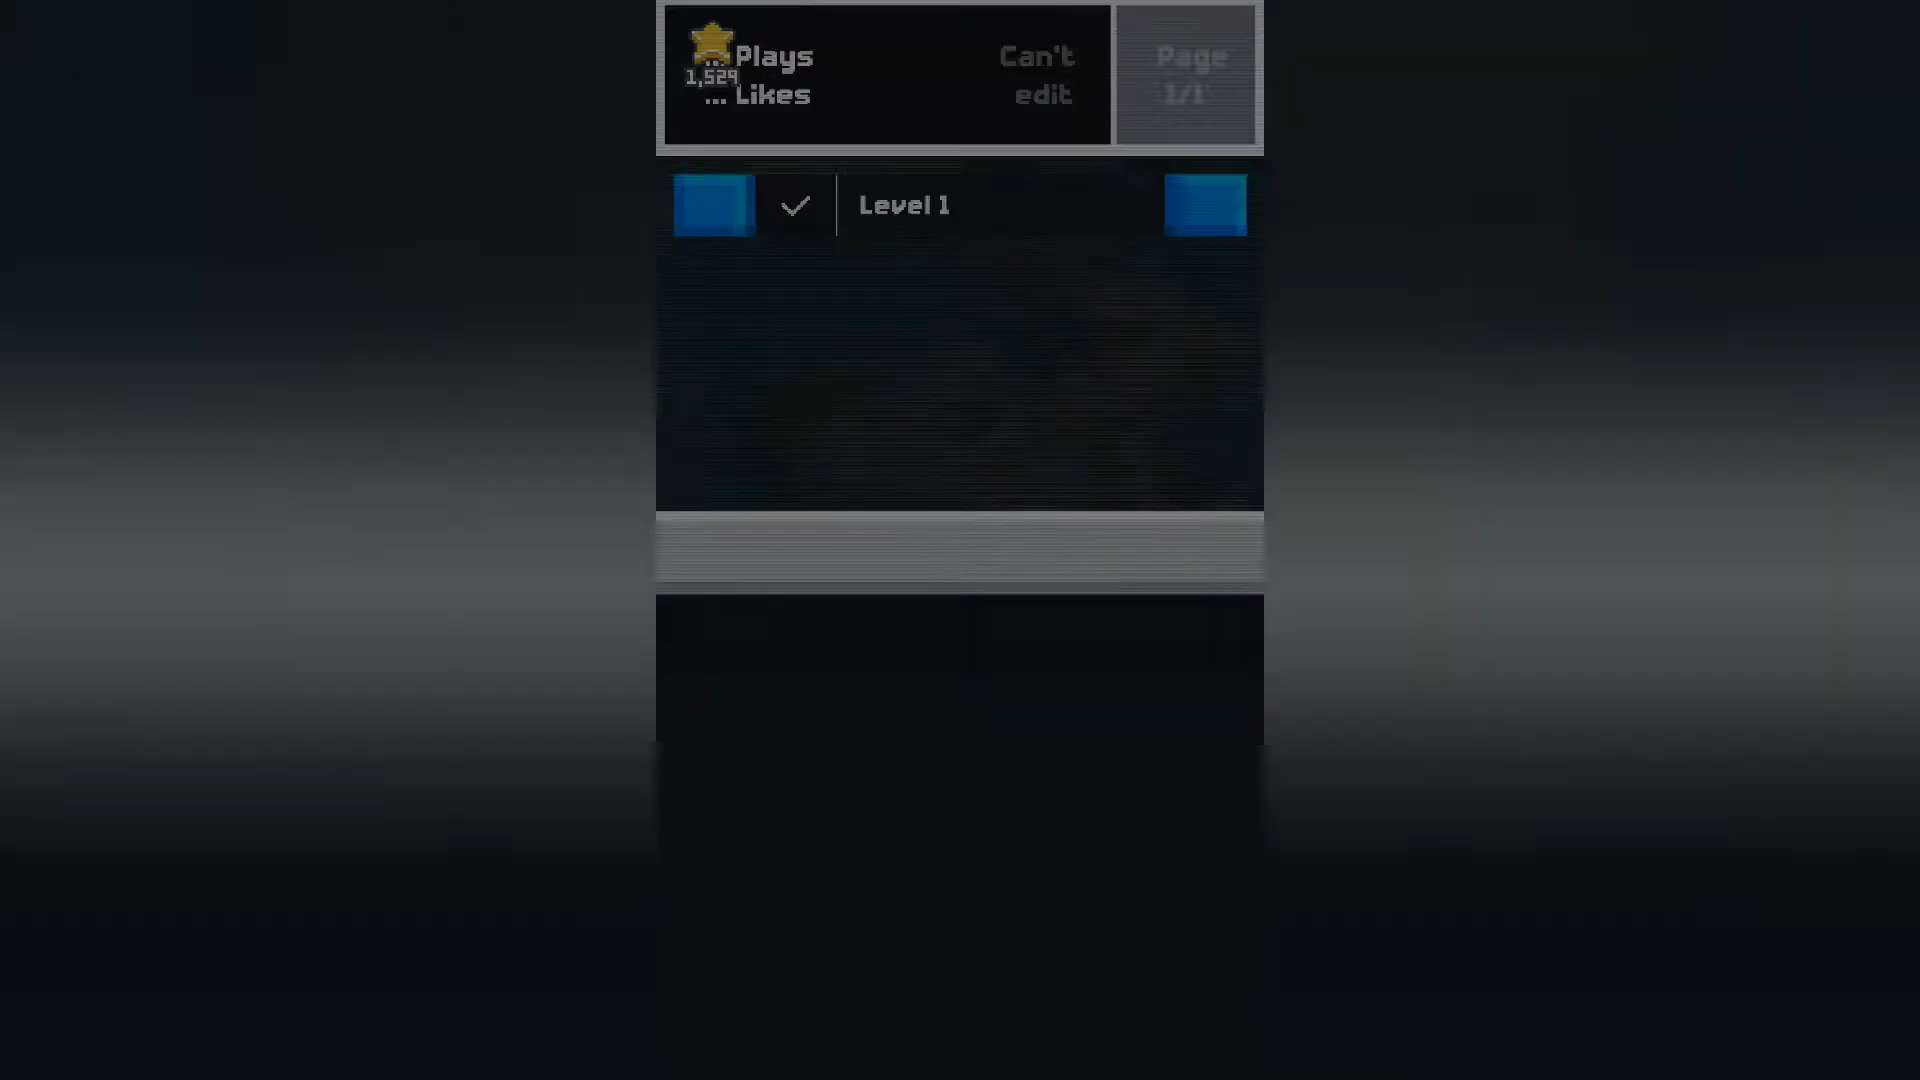 ... Plays
1,529
... Likes
Can't
edit
Page
1/1
Level 1